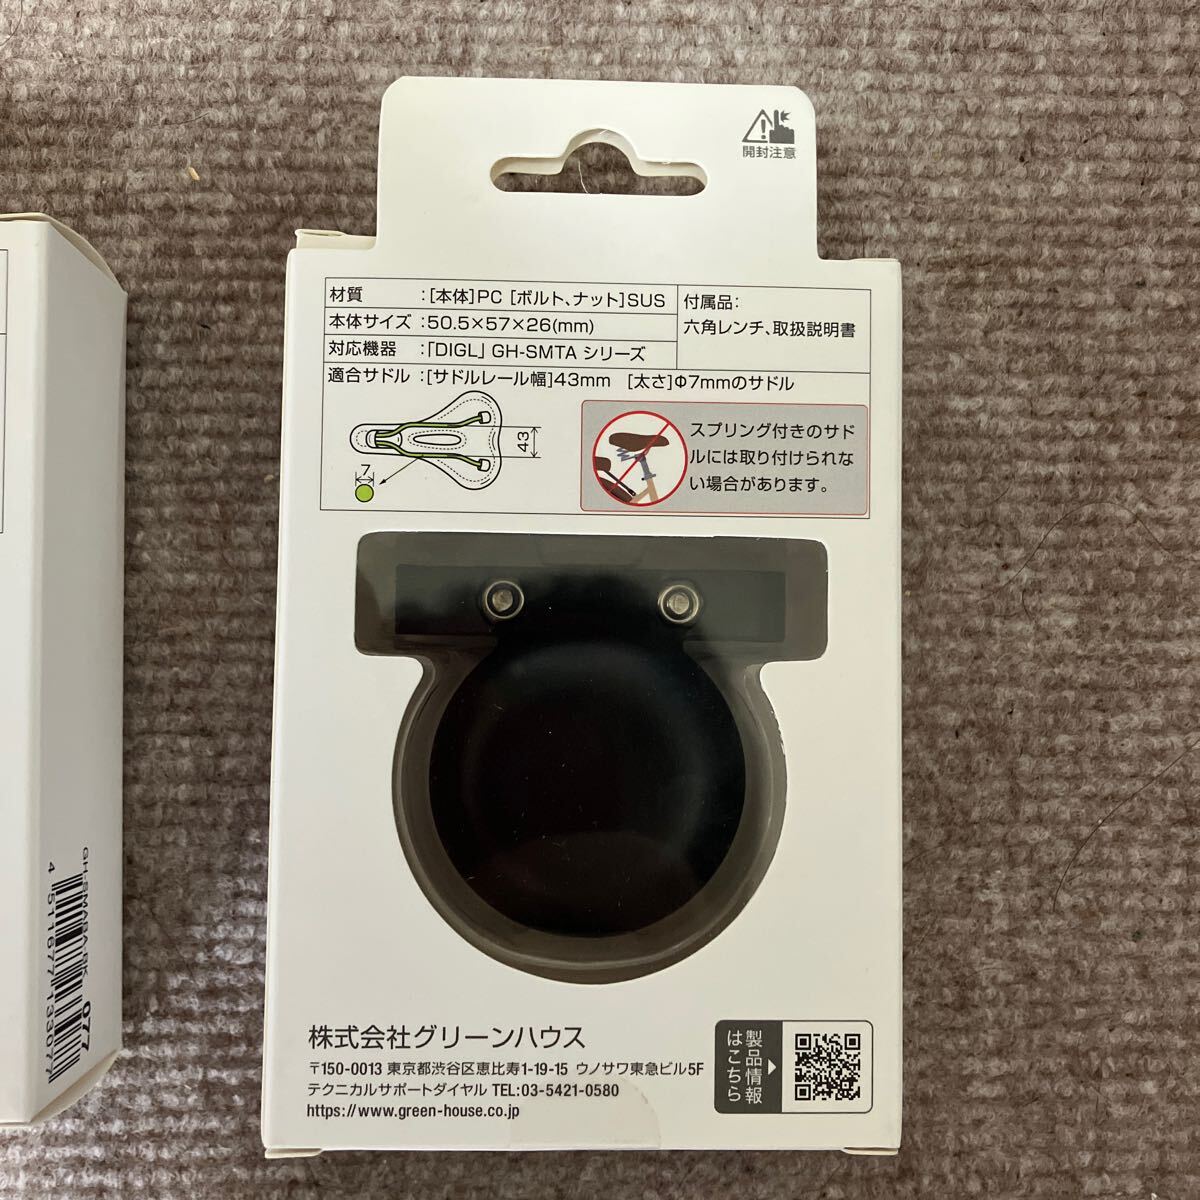 開封注意
材質 :[本体]PC [ボルト、ナット]SUS
本体サイズ :50.5×57×26(mm)
対応機器 :「DIGL」 GH-SMTA シリーズ
付属品:
六角レンチ、取扱説明書
適合サドル :[サドルレール幅]43mm [太さ]Φ7mmのサドル
43
7
スプリング付きのサド
ルには取り付けられな
い場合があります。
株式会社グリーンハウス
〒150-0013 東京都渋谷区恵比寿1-19-15 ウノサワ東急ビル5F
テクニカルサポートダイヤル TEL:03-5421-0580
https://www.green-house.co.jp
製品情報
はこちら
GH-SMABA-BK
077
4 511677 133077